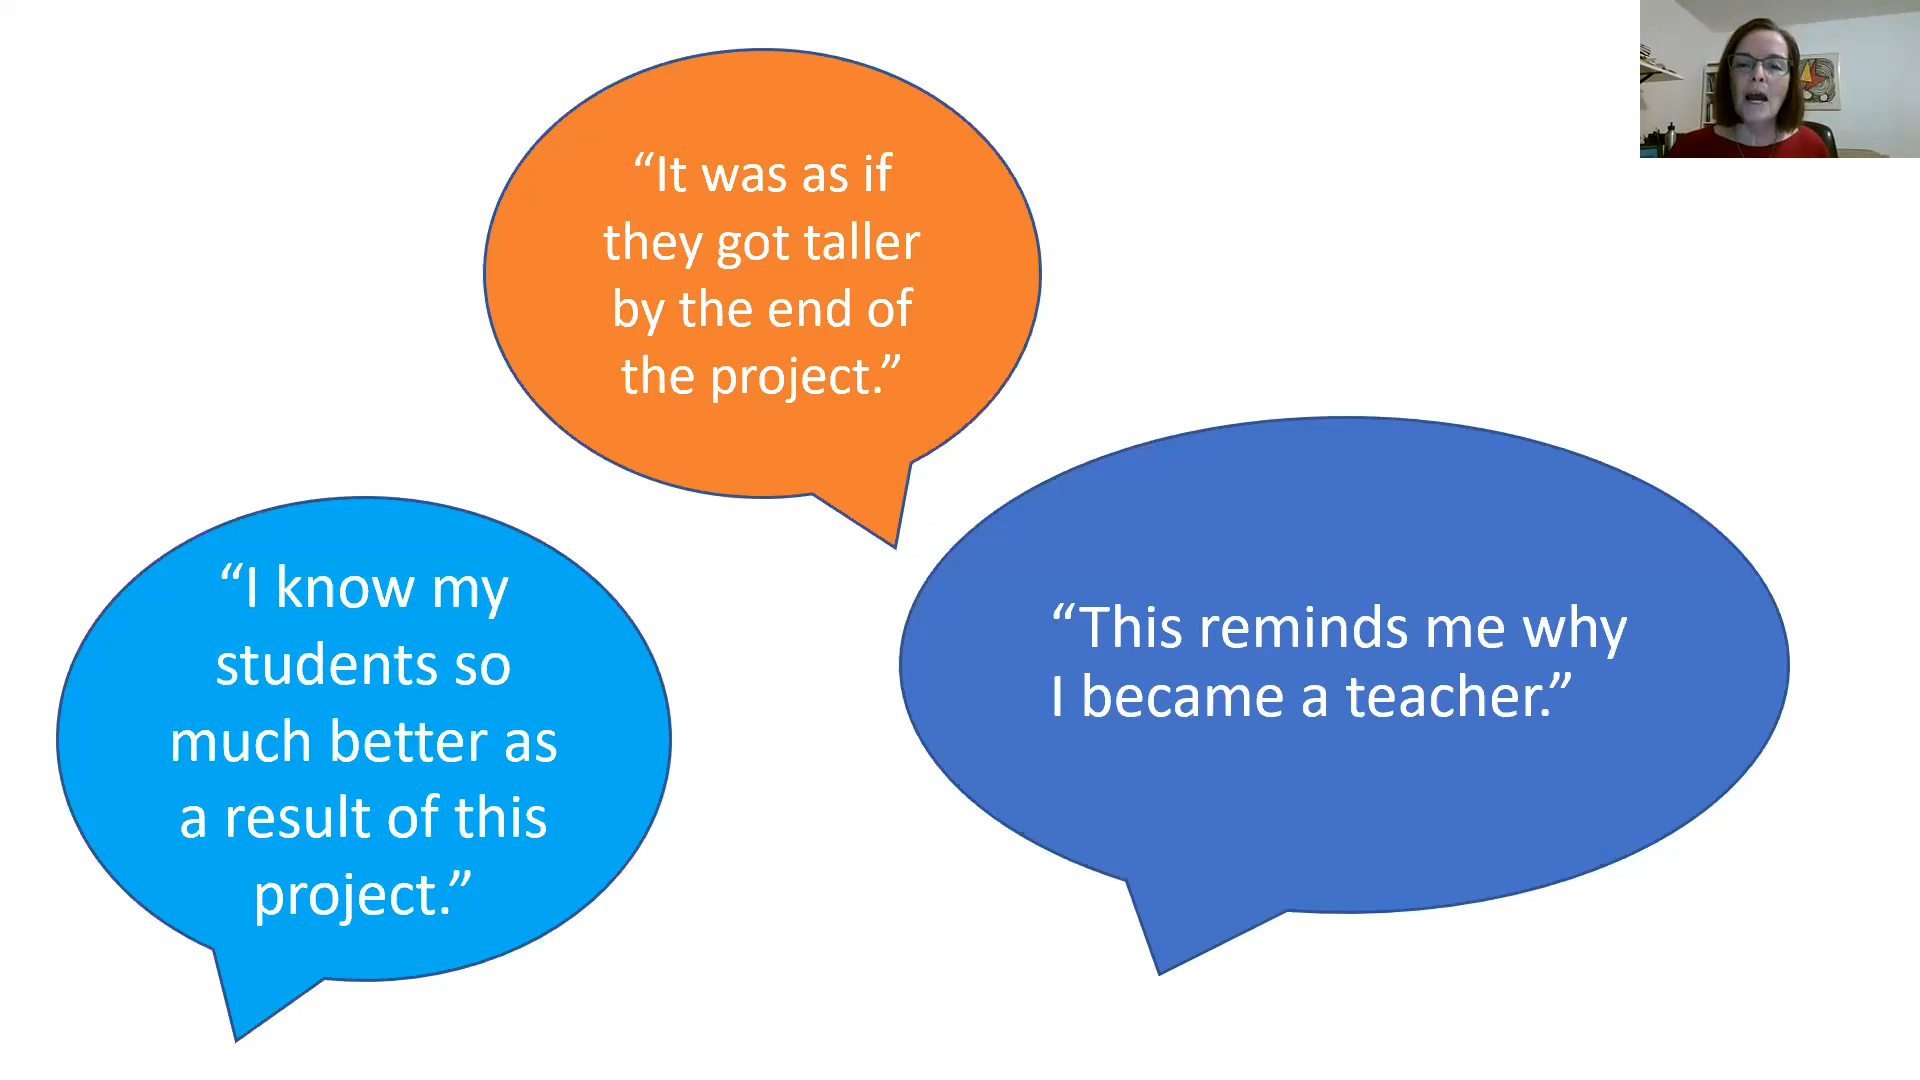 “It was as if
they got taller
by the end of
the project.”
“I know my
students so
much better as
a result of this
project.”
“This reminds me why
I became a teacher.”